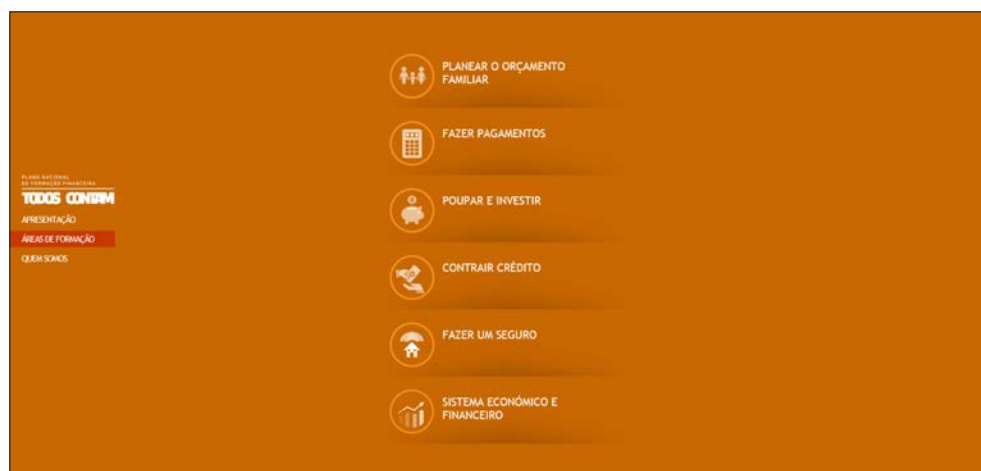 PLANO NACIONAL
DE FORMAÇÃO FINANCEIRA
TODOS CONTAM
APRESENTAÇÃO
ÁREAS DE FORMAÇÃO
QUEM SOMOS
PLANEAR O ORÇAMENTO
FAMILIAR
FAZER PAGAMENTOS
POUPAR E INVESTIR
CONTRAIR CRÉDITO
FAZER UM SEGURO
SISTEMA ECONÓMICO E
FINANCEIRO